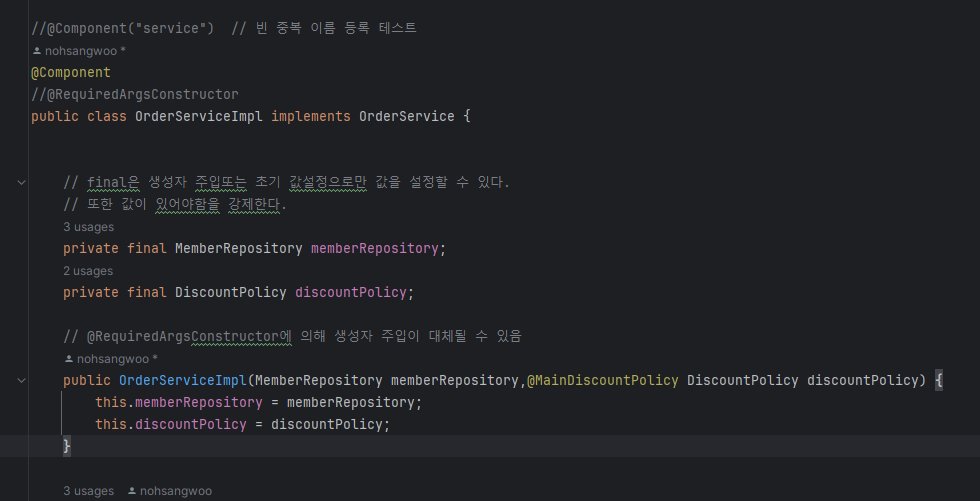 //@Component("service")  // 빈 중복 이름 등록 테스트
nohsangwoo *
@Component
//@RequiredArgsConstructor
public class OrderServiceImpl implements OrderService {
// final은 생성자 주입또는 초기 값설정으로만 값을 설정할 수 있다.
// 또한 값이 있어야함을 강제한다.
3 usages
private final MemberRepository memberRepository;
2 usages
private final DiscountPolicy discountPolicy;
// @RequiredArgsConstructor에 의해 생성자 주입이 대체될 수 있음
nohsangwoo *
public OrderServiceImpl(MemberRepository memberRepository,@MainDiscountPolicy DiscountPolicy discountPolicy) {
this.memberRepository = memberRepository;
this.discountPolicy = discountPolicy;
}
3 usages nohsangwoo